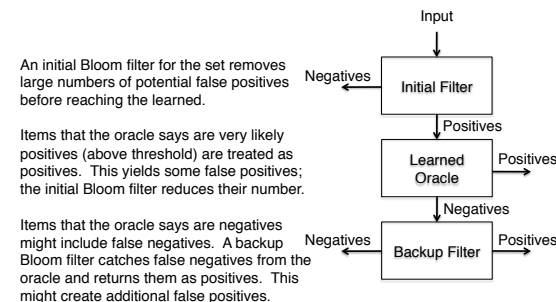 An initial Bloom filter for the set removes
large numbers of potential false positives
before reaching the learned.
Items that the oracle says are very likely
positives (above threshold) are treated as
positives. This yields some false positives;
the initial Bloom filter reduces their number.
Items that the oracle says are negatives
might include false negatives. A backup
Bloom filter catches false negatives from the
oracle and returns them as positives. This
might create additional false positives.
Input
Negatives
Initial Filter
Positives
Learned
Oracle
Positives
Negatives
Negatives
Backup Filter
Positives